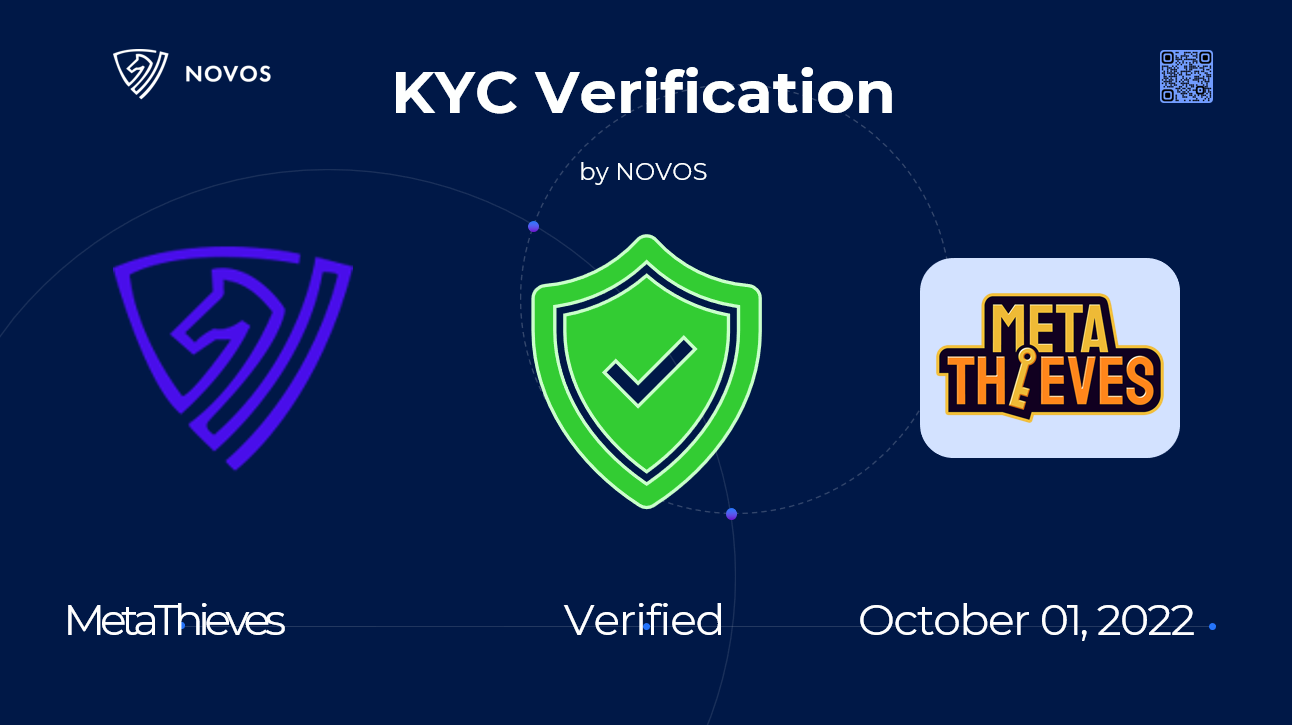 NOVOS
KYC Verification
by NOVOS
META
THIEVES
MetaThieves
Verified
October 01, 2022